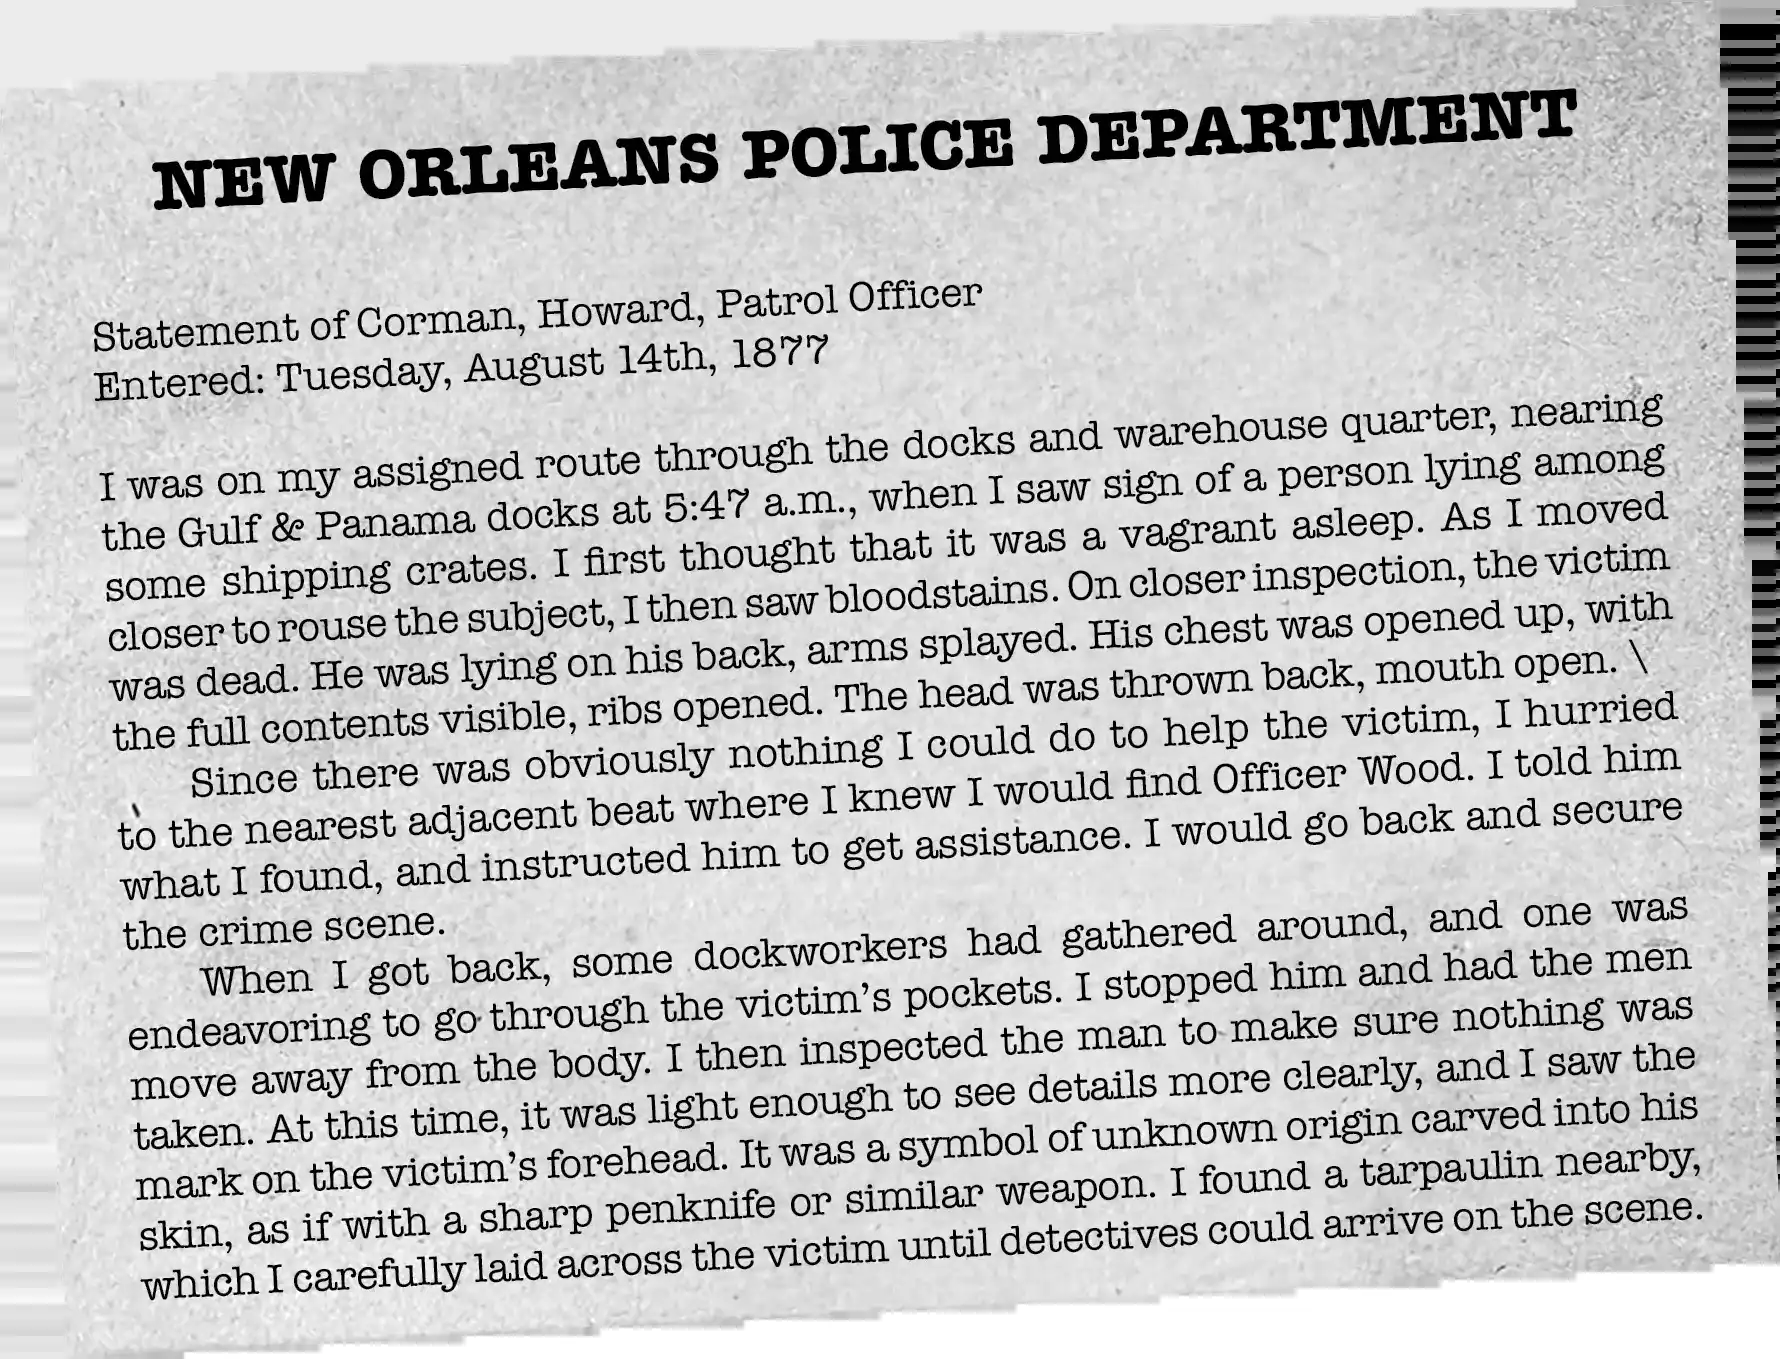 NEW ORLEANS POLICE DEPARTMENT
Statement of Corman, Howard, Patrol Officer
Entered: Tuesday, August 14th, 1877
I was on my assigned route through the docks and warehouse quarter, nearing
the Gulf & Panama docks at 5:47 a.m., when I saw sign of a person lying among
some shipping crates. I first thought that it was a vagrant asleep. As I moved
closer to rouse the subject, I then saw bloodstains. On closer inspection, the victim
was dead. He was lying on his back, arms splayed. His chest was opened up, with
the full contents visible, ribs opened. The head was thrown back, mouth open. \
Since there was obviously nothing I could do to help the victim, I hurried
to the nearest adjacent beat where I knew I would find Officer Wood. I told him
what I found, and instructed him to get assistance. I would go back and secure
the crime scene.
When I got back, some dockworkers had gathered around, and one was
endeavoring to go through the victim's pockets. I stopped him and had the men
move away from the body. I then inspected the man to make sure nothing was
taken. At this time, it was light enough to see details more clearly, and I saw the
mark on the victim's forehead. It was a symbol of unknown origin carved into his
skin, as if with a sharp penknife or similar weapon. I found a tarpaulin nearby,
which I carefully laid across the victim until detectives could arrive on the scene.